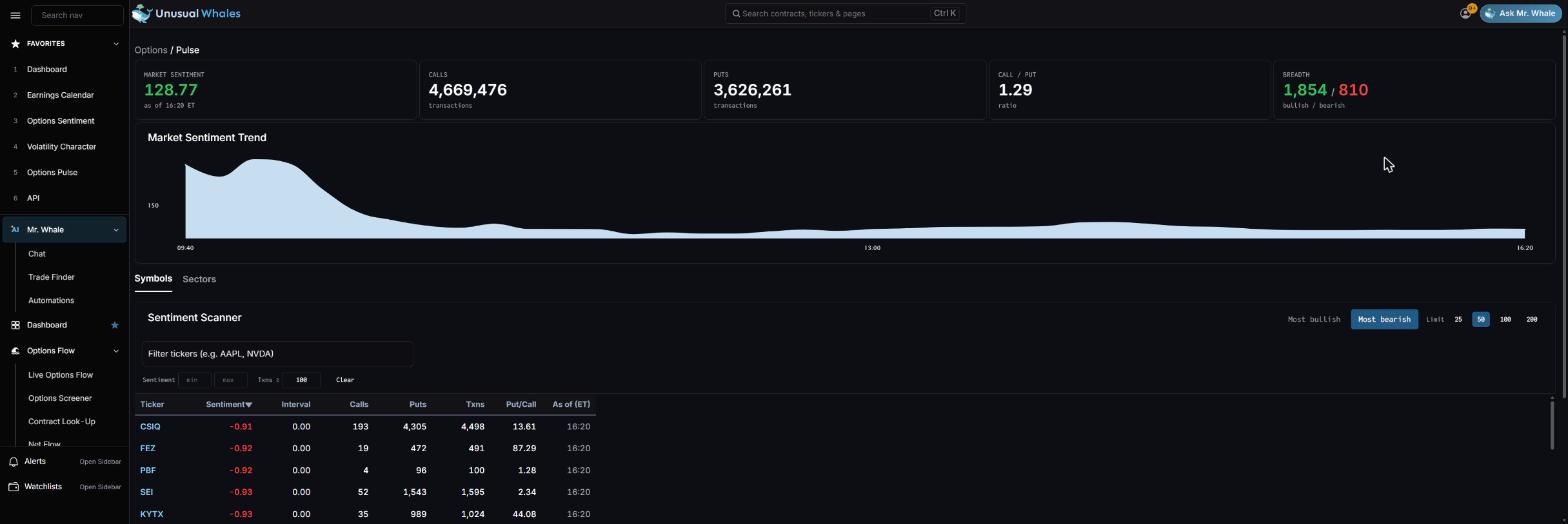 Search nav
Unusual Whales
Search contracts, tickers & pages
Ctrl K
9+
Ask Mr. Whale
FAVORITES
1 Dashboard
2 Earnings Calendar
3 Options Sentiment
4 Volatility Character
5 Options Pulse
6 API
AI Mr. Whale
Chat
Trade Finder
Automations
Dashboard
Options Flow
Live Options Flow
Options Screener
Contract Look-Up
Net Flow
Alerts Open Sidebar
Watchlists Open Sidebar
Options / Pulse
MARKET SENTIMENT
128.77
as of 16:20 ET
CALLS
4,669,476
transactions
PUTS
3,626,261
transactions
CALL / PUT
1.29
ratio
BREADTH
1,854 / 810
bullish / bearish
Market Sentiment Trend
150
09:40 13:00 16:20
Symbols Sectors
Sentiment Scanner
Most bullish Most bearish Limit 25 50 100 200
Filter tickers (e.g. AAPL, NVDA)
Sentiment min max Txns ≥ 100 Clear
Ticker Sentiment▼ Interval Calls Puts Txns Put/Call As of (ET)
CSIQ -0.91 0.00 193 4,305 4,498 13.61 16:20
FEZ -0.92 0.00 19 472 491 87.29 16:20
PBF -0.92 0.00 4 96 100 1.28 16:20
SEI -0.93 0.00 52 1,543 1,595 2.34 16:20
KYTX -0.93 0.00 35 989 1,024 44.08 16:20